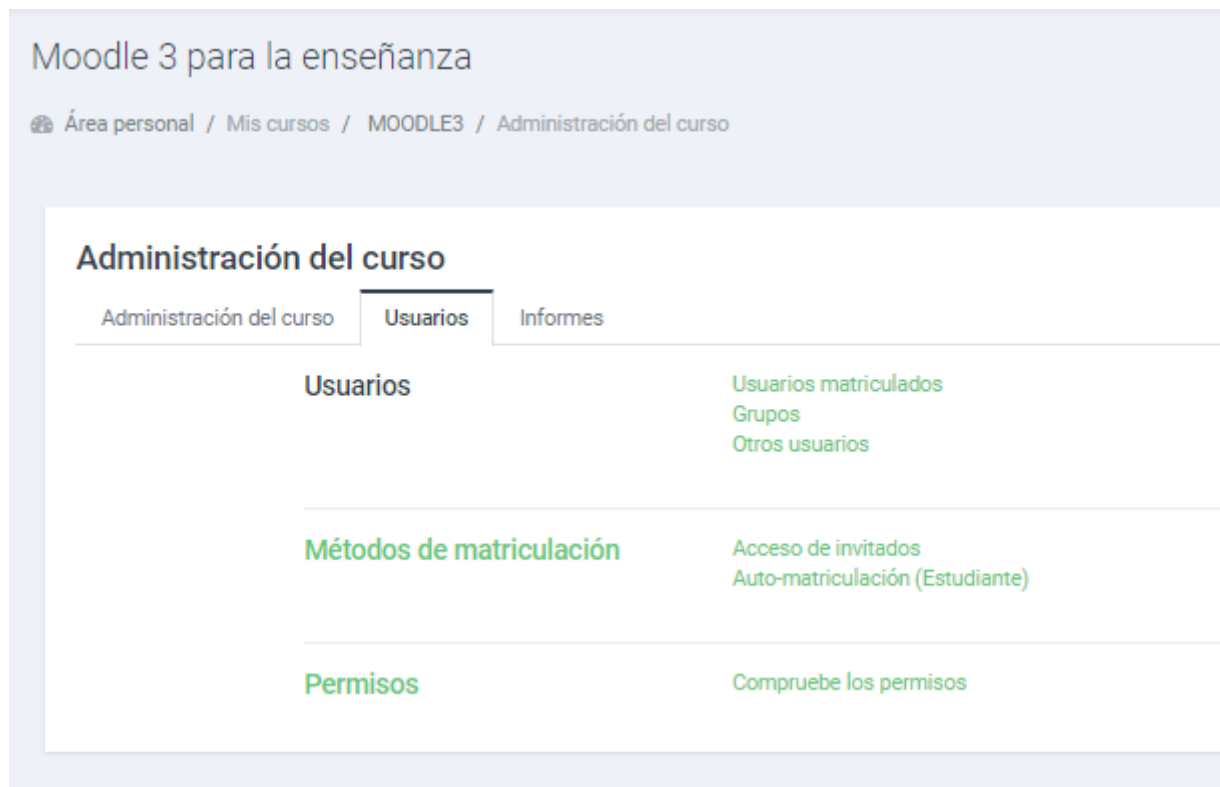 Moodle 3 para la enseñanza
Área personal / Mis cursos / MOODLE3 / Administración del curso
Administración del curso
Administración del curso Usuarios Informes
Usuarios
Usuarios matriculados
Grupos
Otros usuarios
Métodos de matriculación
Acceso de invitados
Auto-matriculación (Estudiante)
Permisos
Compruebe los permisos